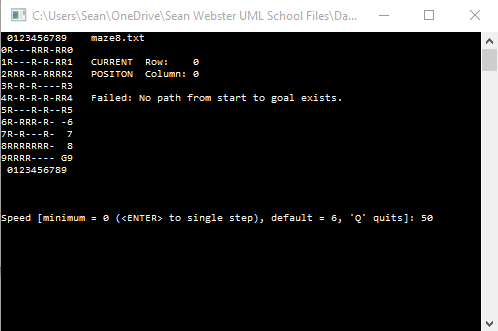 C:\Users\Sean\OneDrive\Sean Webster UML School Files\Da...
 0123456789    maze8.txt
0R---RRR-RR0
1R---R-R-RR1   CURRENT  Row:    0
2RRR-R-RRRR2   POSITON  Column: 0
3R-R-R----R3
4R-R-R-R-RR4   Failed: No path from start to goal exists.
5R---R-R--R5
6R-RRR-R- -6
7R-R---R-  7
8RRRRRRR-  8
9RRRR---- G9
 0123456789
Speed [minimum = 0 (<ENTER> to single step), default = 6, 'Q' quits]: 50